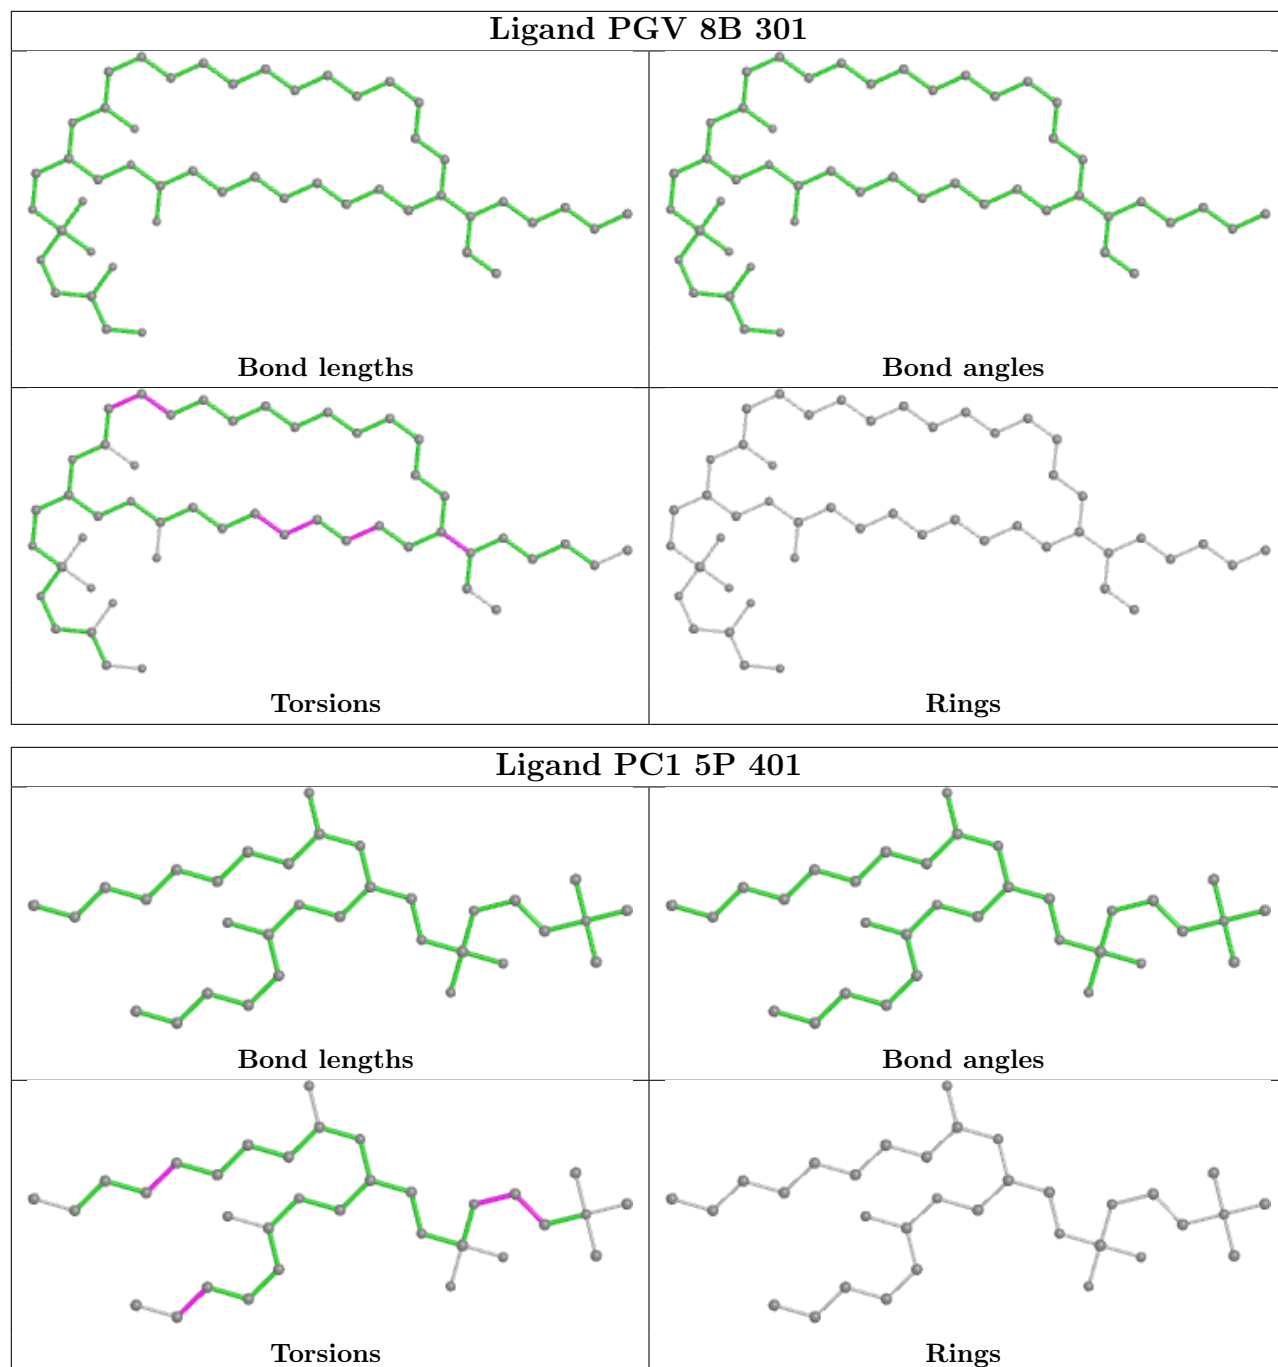 Ligand PGV 8B 301
Bond lengths
Bond angles
Torsions
Rings
Ligand PC1 5P 401
Bond lengths
Bond angles
Torsions
Rings